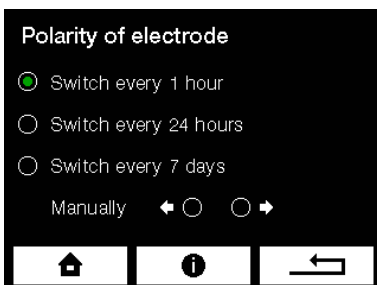 Polarity of electrode
Switch every 1 hour
Switch every 24 hours
Switch every 7 days
Manually